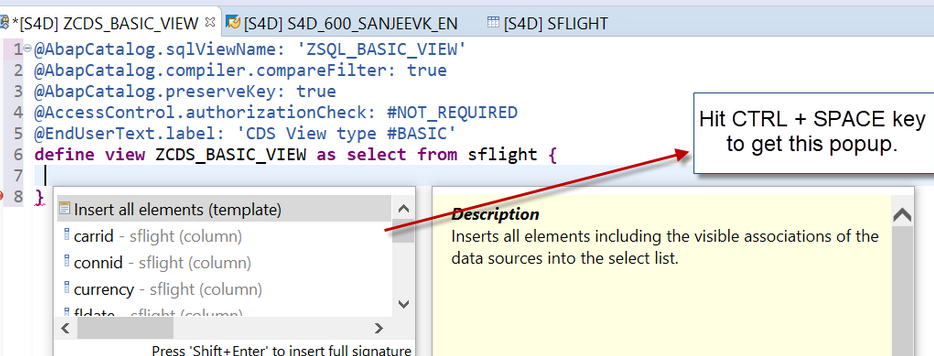 *[S4D] ZCDS_BASIC_VIEW [S4D] S4D_600_SANJEEVK_EN [S4D] SFLIGHT
1 @AbapCatalog.sqlViewName: 'ZSQL_BASIC_VIEW'
2 @AbapCatalog.compiler.compareFilter: true
3 @AbapCatalog.preserveKey: true
4 @AccessControl.authorizationCheck: #NOT_REQUIRED
5 @EndUserText.label: 'CDS View type #BASIC'
6 define view ZCDS_BASIC_VIEW as select from sflight {
7
8 }
Hit CTRL + SPACE key
to get this popup.
Insert all elements (template)
carrid - sflight (column)
connid - sflight (column)
currency - sflight (column)
fldate - sflight (column)
Press 'Shift+Enter' to insert full signature
Description
Inserts all elements including the visible associations of the
data sources into the select list.